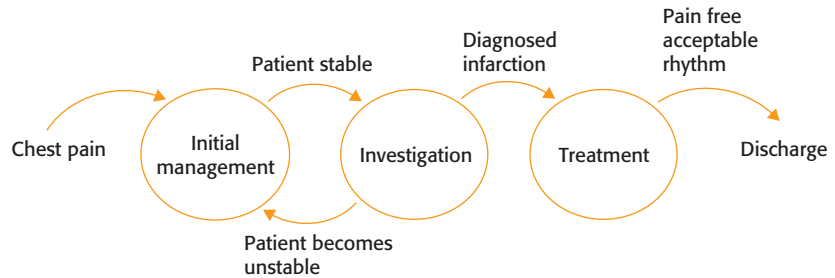 Chest pain
Initial
management
Patient stable
Patient becomes
unstable
Investigation
Diagnosed
infarction
Treatment
Pain free
acceptable
rhythm
Discharge